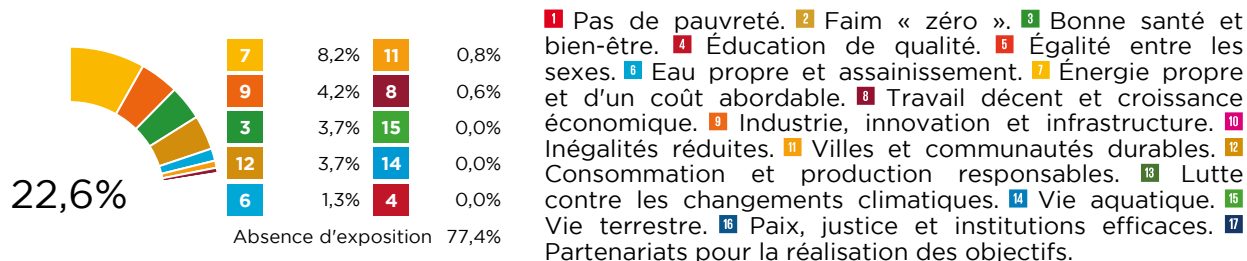 22,6%
7 8,2% 11 0,8%
9 4,2% 8 0,6%
3 3,7% 15 0,0%
12 3,7% 14 0,0%
6 1,3% 4 0,0%
Absence d'exposition 77,4%
1 Pas de pauvreté. 2 Faim « zéro ». 3 Bonne santé et
bien-être. 4 Éducation de qualité. 5 Égalité entre les
sexes. 6 Eau propre et assainissement. 7 Énergie propre
et d'un coût abordable. 8 Travail décent et croissance
économique. 9 Industrie, innovation et infrastructure. 10
Inégalités réduites. 11 Villes et communautés durables. 12
Consommation et production responsables. 13 Lutte
contre les changements climatiques. 14 Vie aquatique. 15
Vie terrestre. 16 Paix, justice et institutions efficaces. 17
Partenariats pour la réalisation des objectifs.